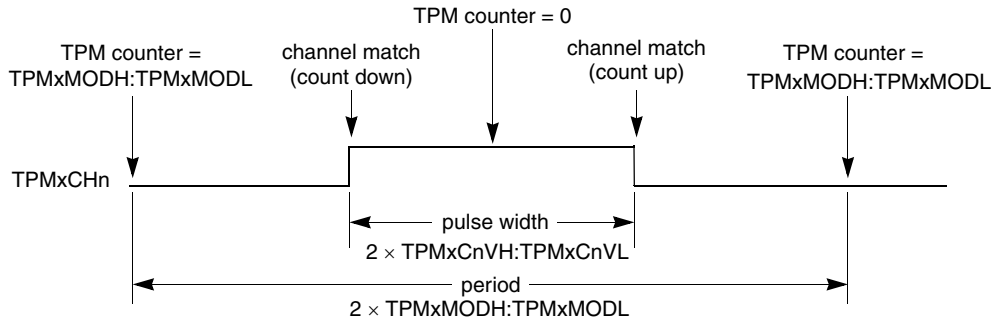 TPM counter = 0
TPM counter =
TPMxMODH:TPMxMODL
channel match
(count down)
channel match
(count up)
TPM counter =
TPMxMODH:TPMxMODL
TPMxCHn
pulse width
2 × TPMxCnVH:TPMxCnVL
period
2 × TPMxMODH:TPMxMODL